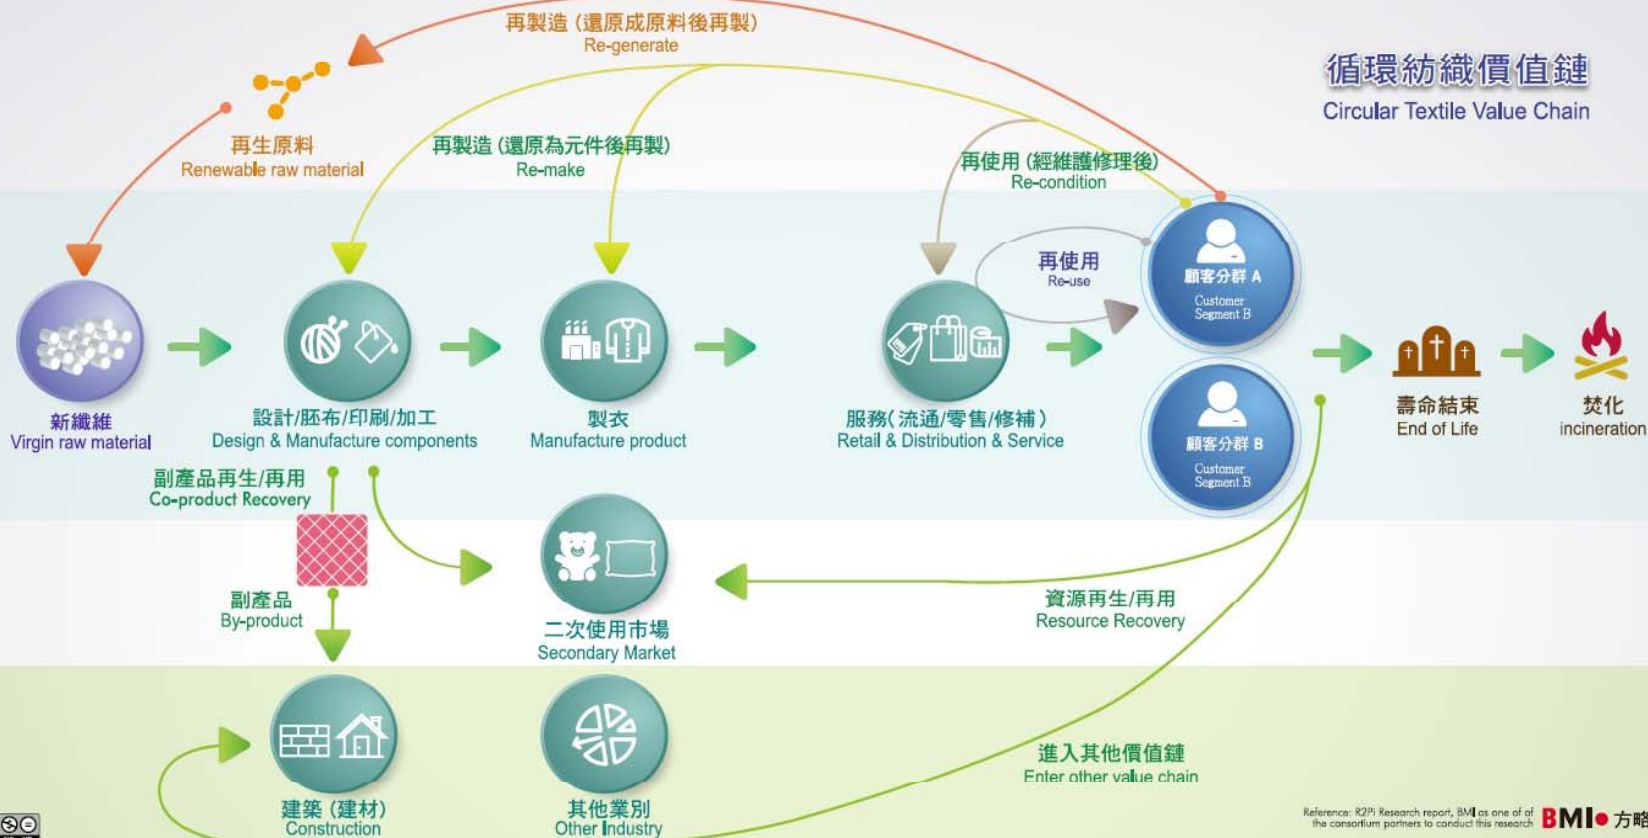 再製造 (還原成原料後再製)
Re-generate
循環紡織價值鏈
Circular Textile Value Chain
再生原料
Renewable raw material
再製造 (還原為元件後再製)
Re-make
再使用 (經維護修理後)
Re-condition
再使用
Re-use
顧客分群 A
Customer
Segment B
新纖維
Virgin raw material
設計/胚布/印刷/加工
Design & Manufacture components
製衣
Manufacture product
服務(流通/零售/修補)
Retail & Distribution & Service
顧客分群 B
Customer
Segment B
壽命結束
End of Life
焚化
incineration
副產品再生/再用
Co-product Recovery
副產品
By-product
二次使用市場
Secondary Market
資源再生/再用
Resource Recovery
建築 (建材)
Construction
其他業別
Other Industry
進入其他價值鏈
Enter other value chain
Reference: R2Pi Research report, BMI as one of of
the consortium partners to conduct this research
BMI 方略